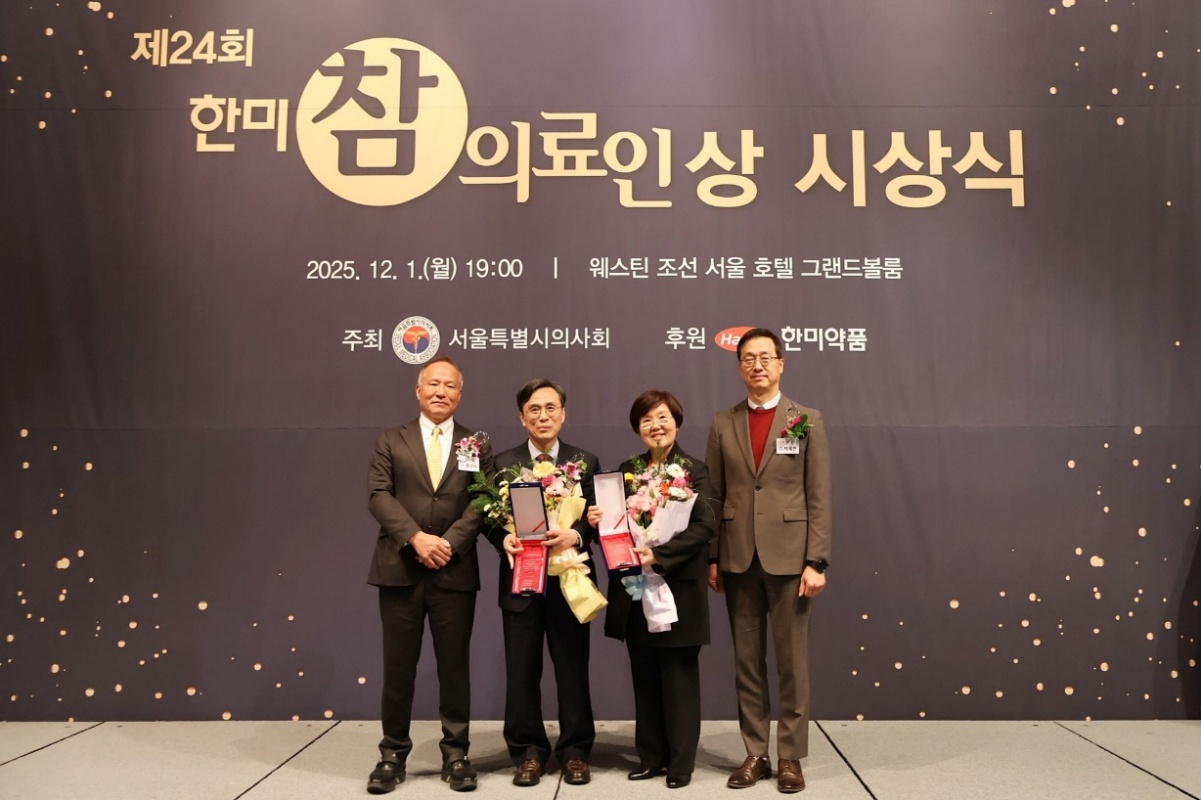 제24회
한미 참 의료인상 시상식
2025. 12. 1.(월) 19:00 | 웨스틴 조선 서울 호텔 그랜드볼룸
주최 서울특별시의사회 후원 Ha 한미약품